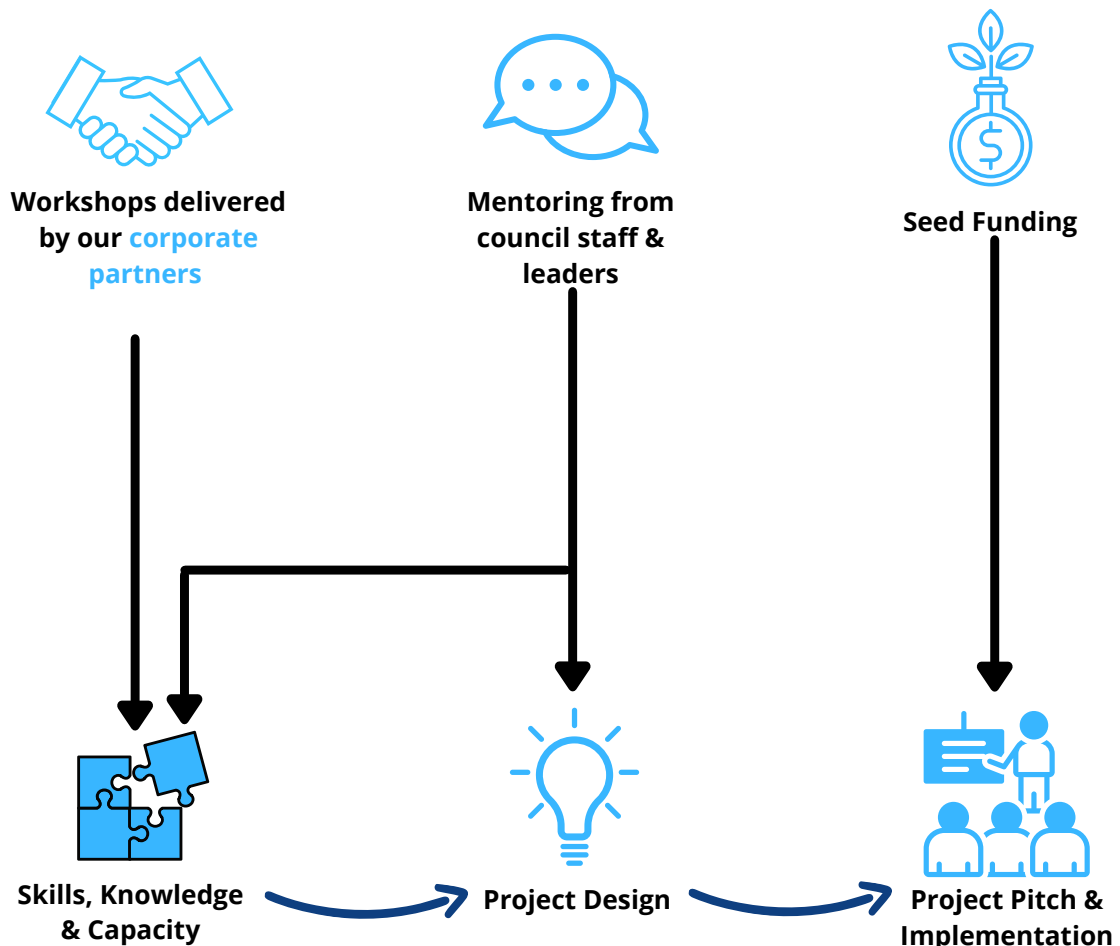 Workshops delivered
by our corporate
partners
Mentoring from
council staff &
leaders
$
Seed Funding
Skills, Knowledge
& Capacity
Project Design
Project Pitch &
Implementation